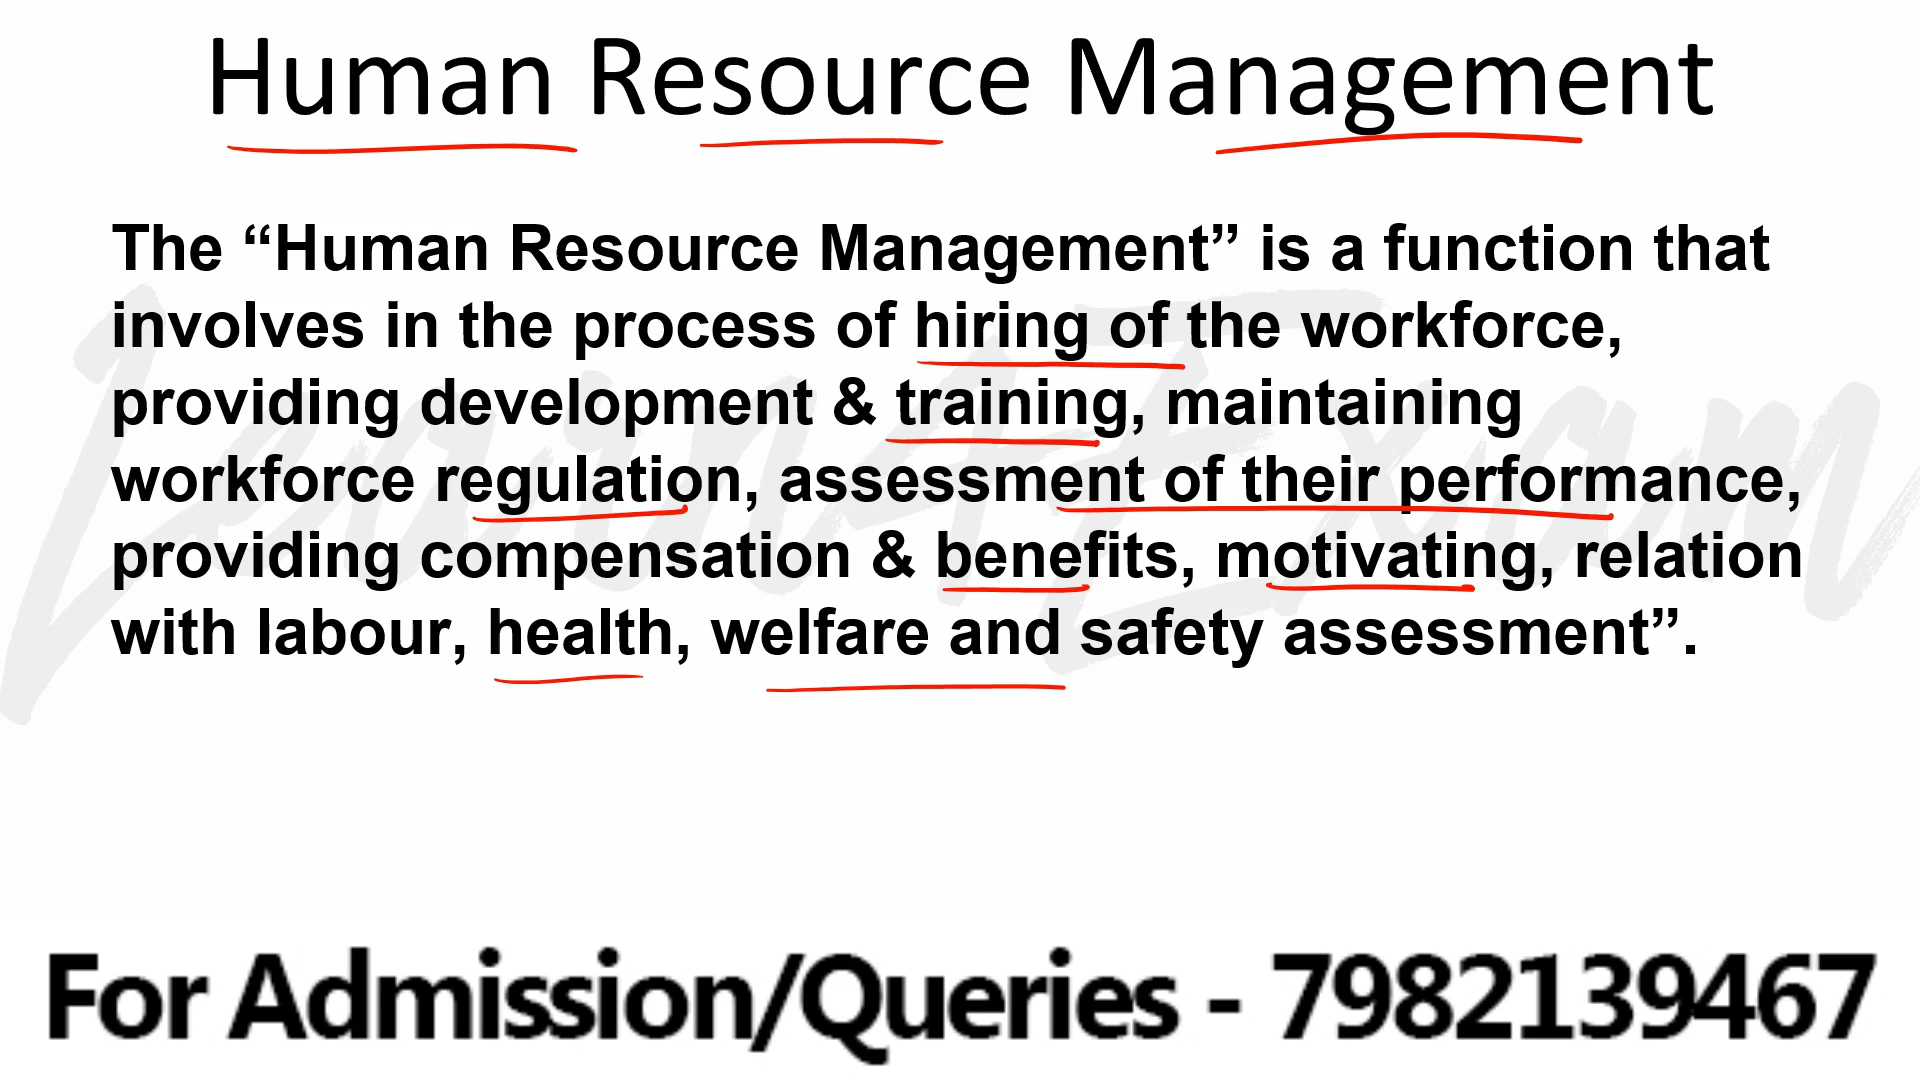 Human Resource Management
The “Human Resource Management” is a function that
involves in the process of hiring of the workforce,
providing development & training, maintaining
workforce regulation, assessment of their performance,
providing compensation & benefits, motivating, relation
with labour, health, welfare and safety assessment”.
Learn4Exam
For Admission/Queries - 7982139467